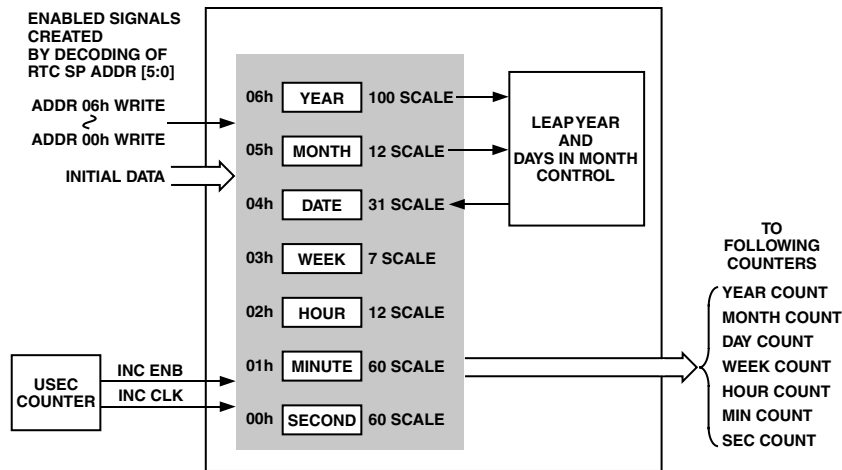 ENABLED SIGNALS
CREATED
BY DECODING OF
RTC SP ADDR [5:0]
ADDR 06h WRITE
ADDR 00h WRITE
INITIAL DATA
USEC
COUNTER
INC ENB
INC CLK
06h YEAR 100 SCALE
05h MONTH 12 SCALE
04h DATE 31 SCALE
03h WEEK 7 SCALE
02h HOUR 12 SCALE
01h MINUTE 60 SCALE
00h SECOND 60 SCALE
LEAPYEAR
AND
DAYS IN MONTH
CONTROL
TO
FOLLOWING
COUNTERS
YEAR COUNT
MONTH COUNT
DAY COUNT
WEEK COUNT
HOUR COUNT
MIN COUNT
SEC COUNT